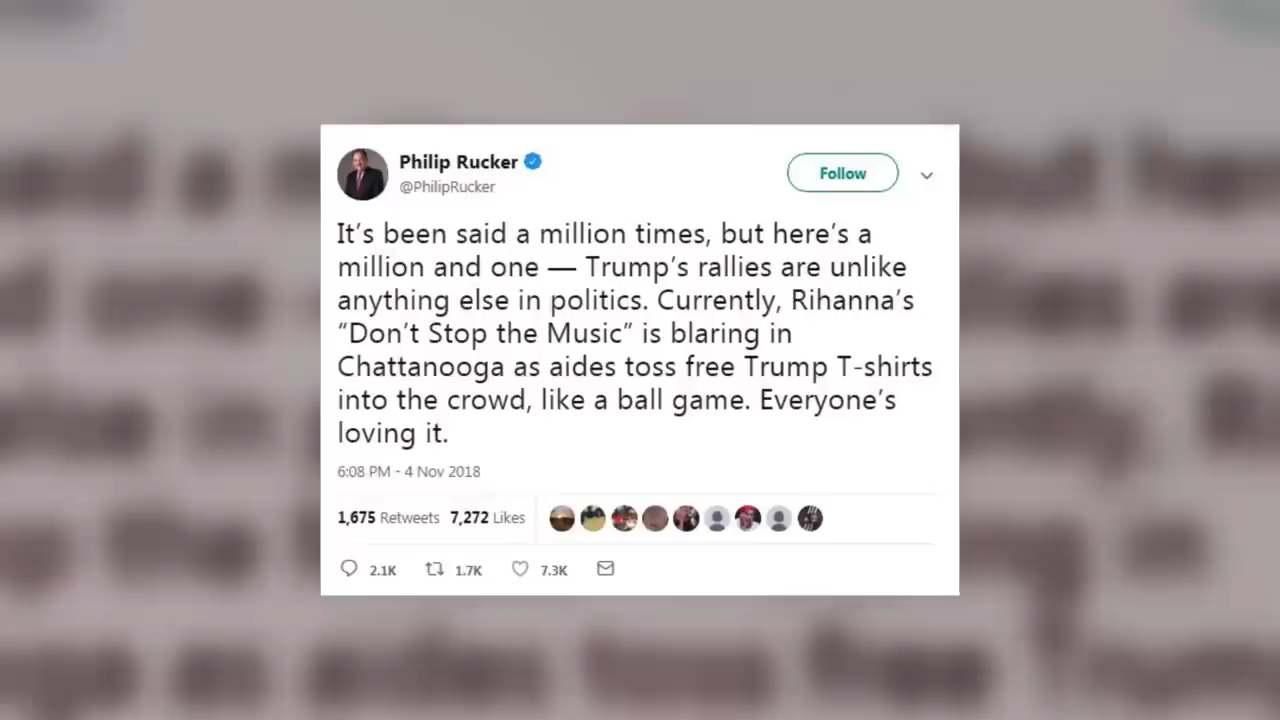 Philip Rucker
@PhilipRucker
Follow
It’s been said a million times, but here’s a
million and one — Trump’s rallies are unlike
anything else in politics. Currently, Rihanna’s
“Don’t Stop the Music” is blaring in
Chattanooga as aides toss free Trump T-shirts
into the crowd, like a ball game. Everyone’s
loving it.
6:08 PM - 4 Nov 2018
1,675 Retweets 7,272 Likes
2.1K 1.7K 7.3K